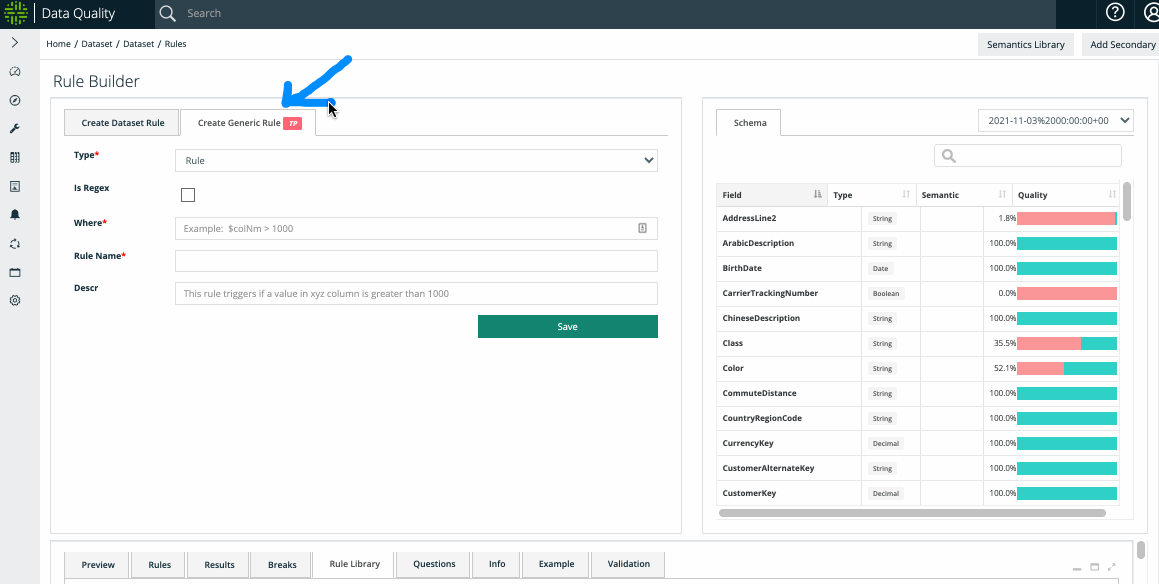 Data Quality
Search
Home / Dataset / Dataset / Rules
Semantics Library
Add Secondary
Rule Builder
Create Dataset Rule
Create Generic Rule TP
Type*
Rule
Is Regex
Where*
Example: $colNm > 1000
Rule Name*
Descr
This rule triggers if a value in xyz column is greater than 1000
Save
Schema
2021-11-03%2000:00:00+00
Field Type Semantic Quality
AddressLine2 String 1.8%
ArabicDescription String 100.0%
BirthDate Date 100.0%
CarrierTrackingNumber Boolean 0.0%
ChineseDescription String 100.0%
Class String 35.5%
Color String 52.1%
CommuteDistance String 100.0%
CountryRegionCode String 100.0%
CurrencyKey Decimal 100.0%
CustomerAlternateKey String 100.0%
CustomerKey Decimal 100.0%
Preview Rules Results Breaks Rule Library Questions Info Example Validation